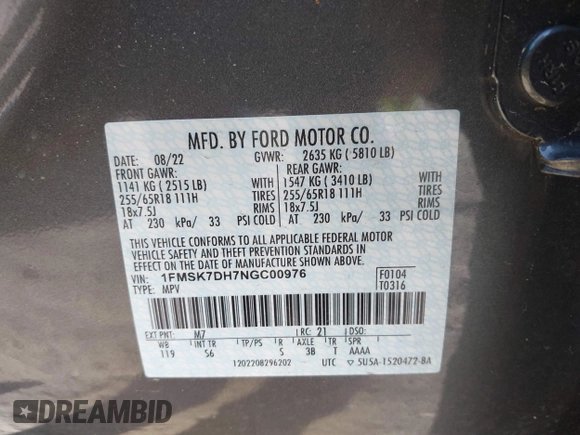 MFD. BY FORD MOTOR CO.
DATE: 08/22 GVWR: 2635 KG ( 5810 LB)
FRONT GAWR: REAR GAWR:
1141 KG ( 2515 LB) WITH 1547 KG ( 3410 LB) WITH
255/65R18 111H TIRES 255/65R18 111H TIRES
18x7.5J RIMS 18x7.5J RIMS
AT 230 kPa/ 33 PSI COLD AT 230 kPa/ 33 PSI COLD
THIS VEHICLE CONFORMS TO ALL APPLICABLE FEDERAL MOTOR
VEHICLE SAFETY AND THEFT PREVENTION STANDARDS IN
EFFECT ON THE DATE OF MANUFACTURE SHOWN ABOVE.
VIN: 1FMSK7DH7NGC00976 F0104
TYPE: MPV T0316
EXT PNT: M7 RC: 21 DSO:
WB INT TR TP/PS R AXLE TR SPR
119 S6 S 3B T AAAA
1202208296202 UTC 5U5A-1520472-BA
DREAMBID